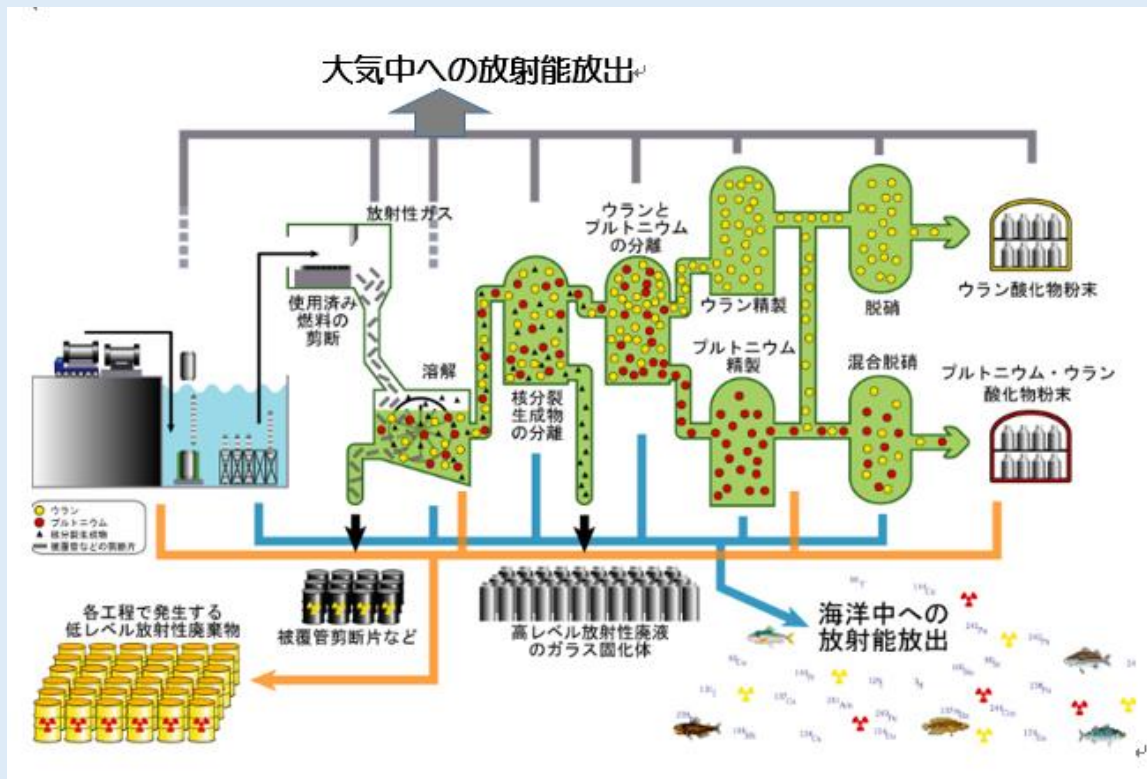 大気中への放射能放出
放射性ガス
使用済み
燃料の
剪断
溶解
核分裂
生成物
の分離
ウランと
プルトニウム
の分離
ウラン精製
プルトニウム
精製
脱硝
混合脱硝
ウラン酸化物粉末
プルトニウム・ウラン
酸化物粉末
ウラン
プルトニウム
核分裂生成物
被覆管などの剪断片
各工程で発生する
低レベル放射性廃棄物
被覆管剪断片など
高レベル放射性廃液
のガラス固化体
海洋中への
放射能放出